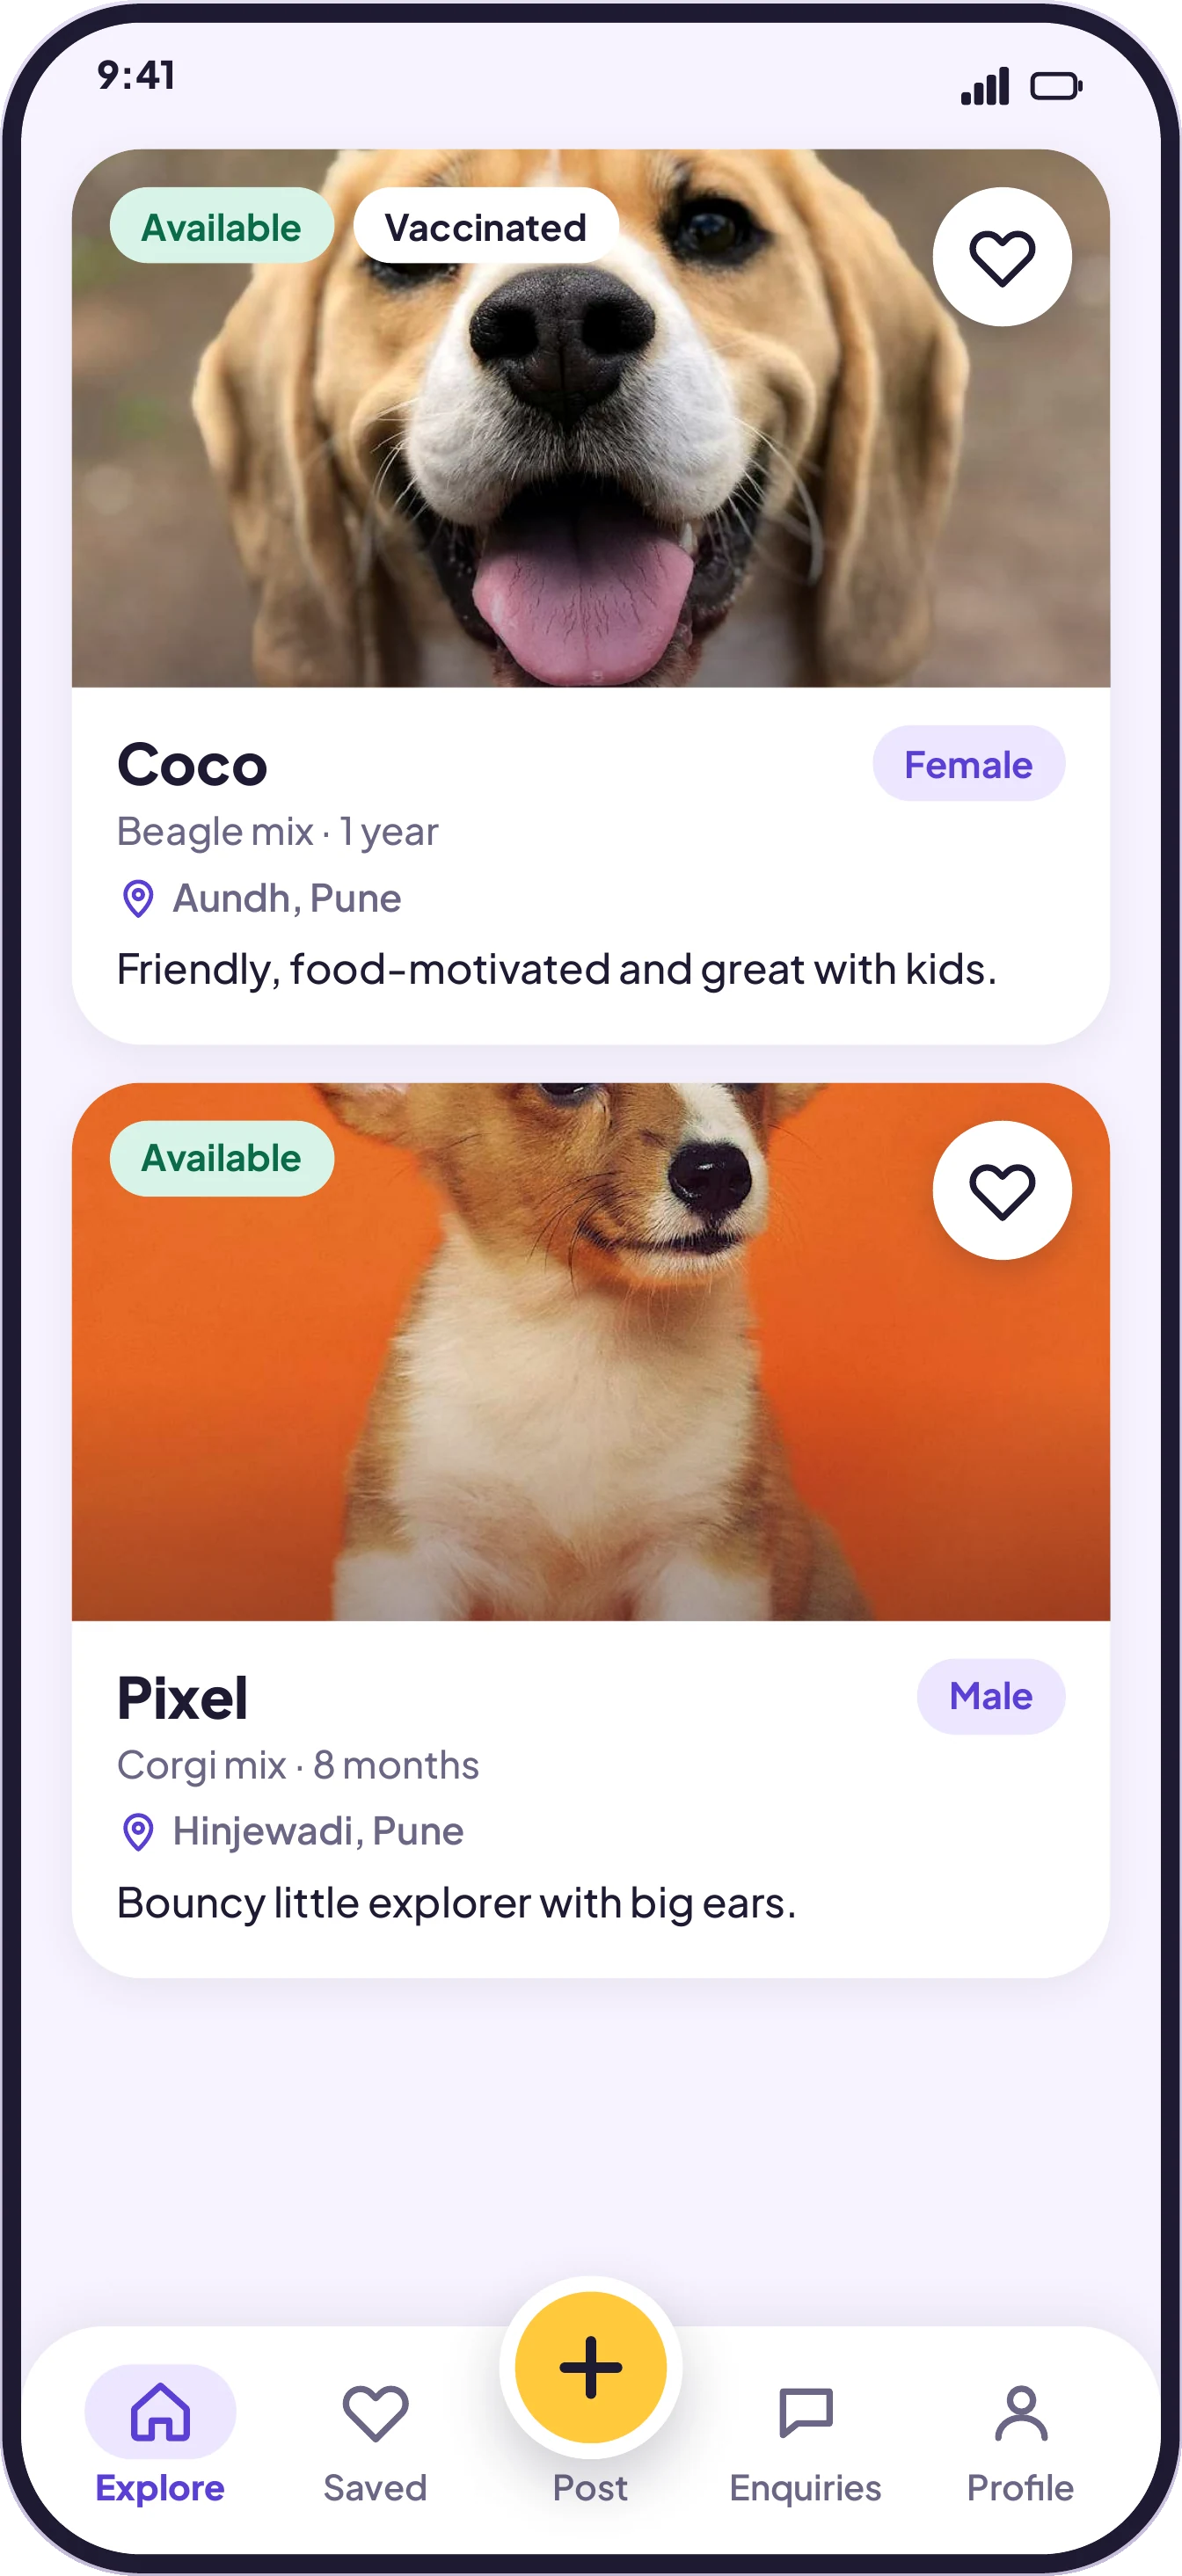 9:41
Available Vaccinated
Coco Female
Beagle mix · 1 year
Aundh, Pune
Friendly, food-motivated and great with kids.
Available
Pixel Male
Corgi mix · 8 months
Hinjewadi, Pune
Bouncy little explorer with big ears.
Explore Saved Post Enquiries Profile